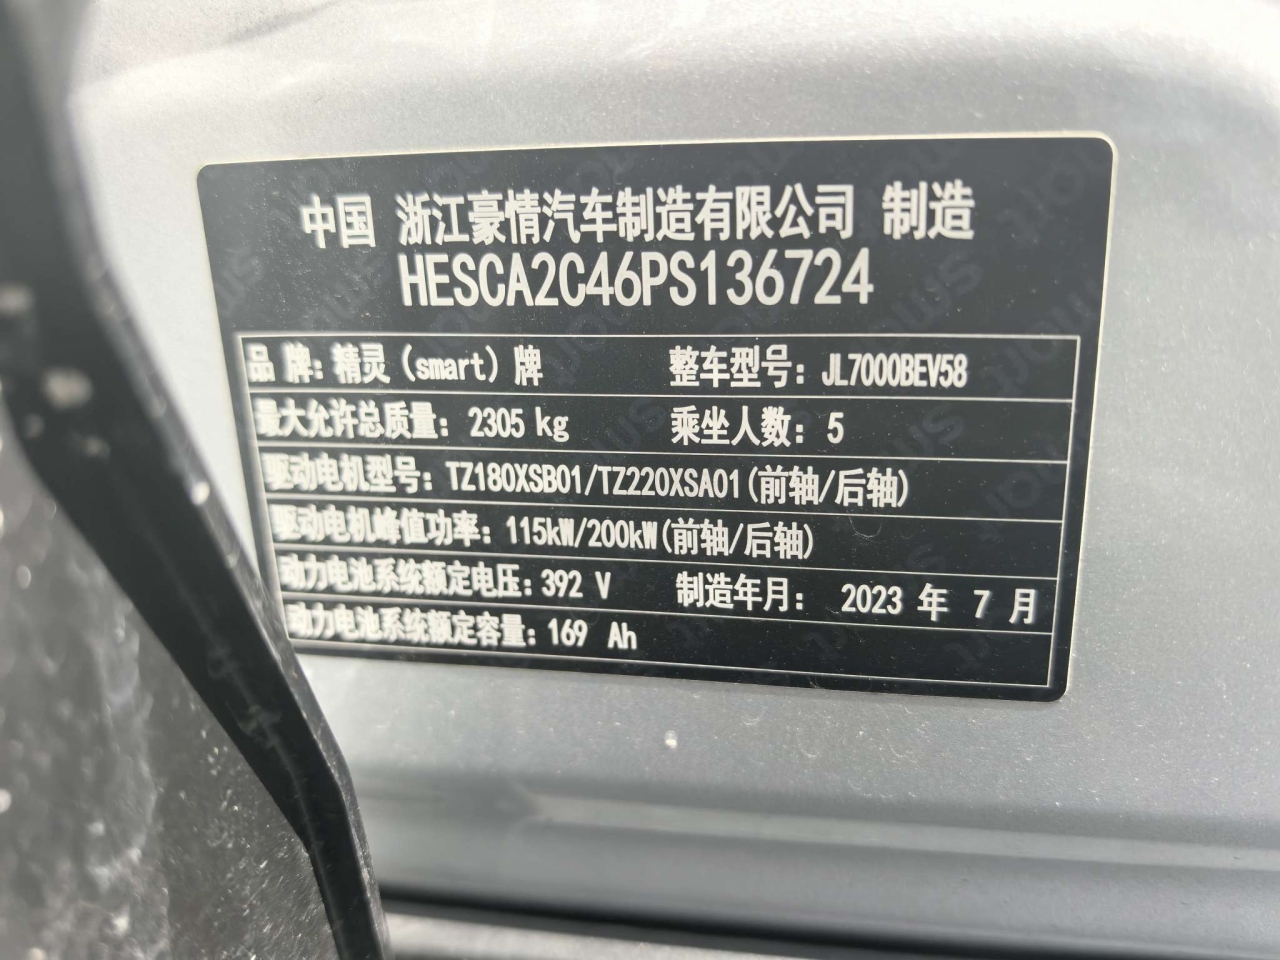 中国 浙江豪情汽车制造有限公司 制造
HESCA2C46PS136724
品牌: 精灵(smart)牌 整车型号: JL7000BEV58
最大允许总质量: 2305 kg 乘坐人数: 5
驱动电机型号: TZ180XSB01/TZ220XSA01(前轴/后轴)
驱动电机峰值功率: 115kW/200kW(前轴/后轴)
动力电池系统额定电压: 392 V 制造年月: 2023 年 7 月
动力电池系统额定容量: 169 Ah